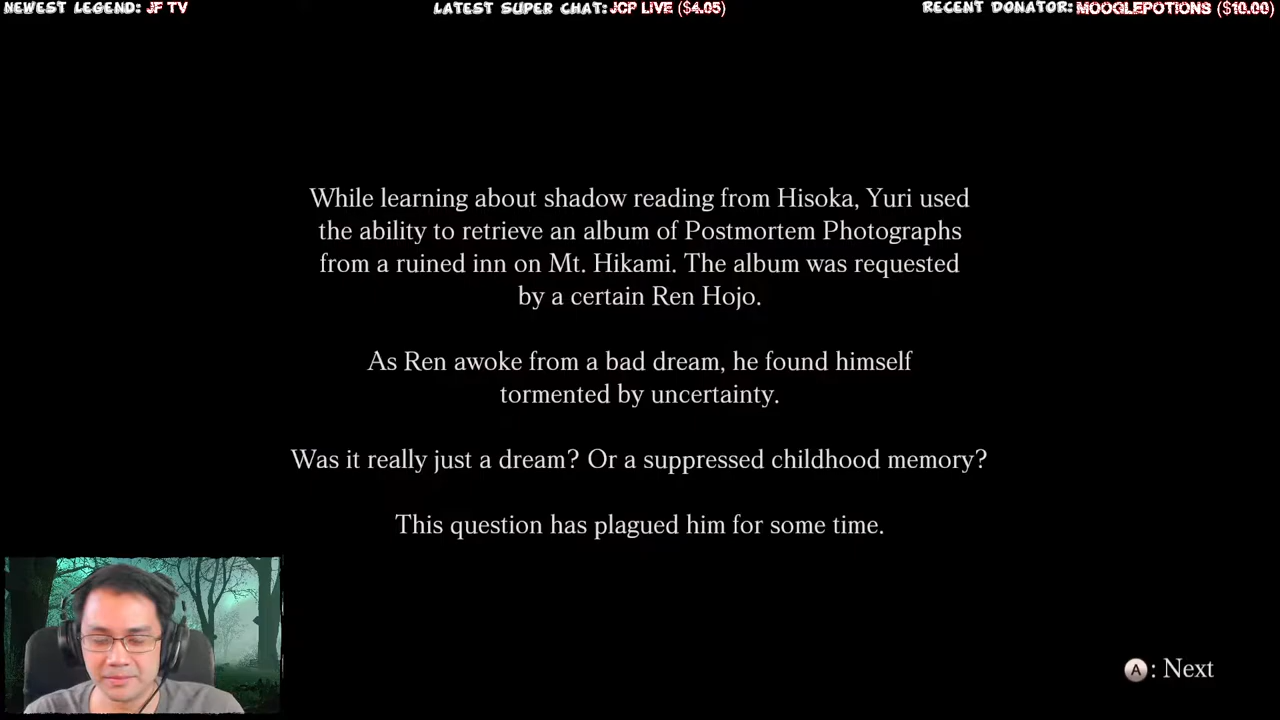 NEWEST LEGEND: JF TV LATEST SUPER CHAT: JCP LIVE ($4.05) RECENT DONATOR: MOOGLEPOTIONS ($10.00)
While learning about shadow reading from Hisoka, Yuri used
the ability to retrieve an album of Postmortem Photographs
from a ruined inn on Mt. Hikami. The album was requested
by a certain Ren Hojo.
As Ren awoke from a bad dream, he found himself
tormented by uncertainty.
Was it really just a dream? Or a suppressed childhood memory?
This question has plagued him for some time.
A: Next